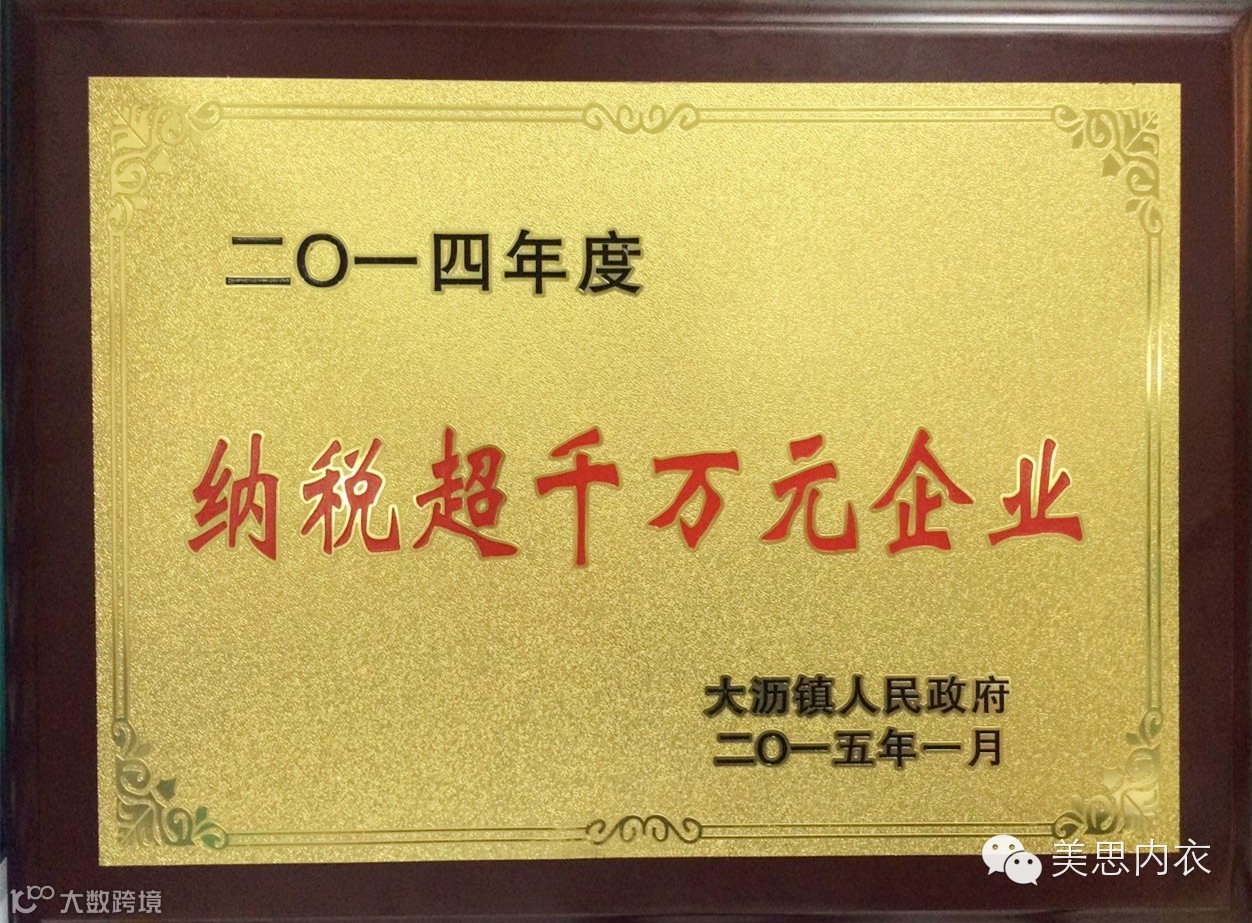 二〇一四年度
纳税超千万元企业
大沥镇人民政府
二〇一五年一月
美思内衣
大数跨境